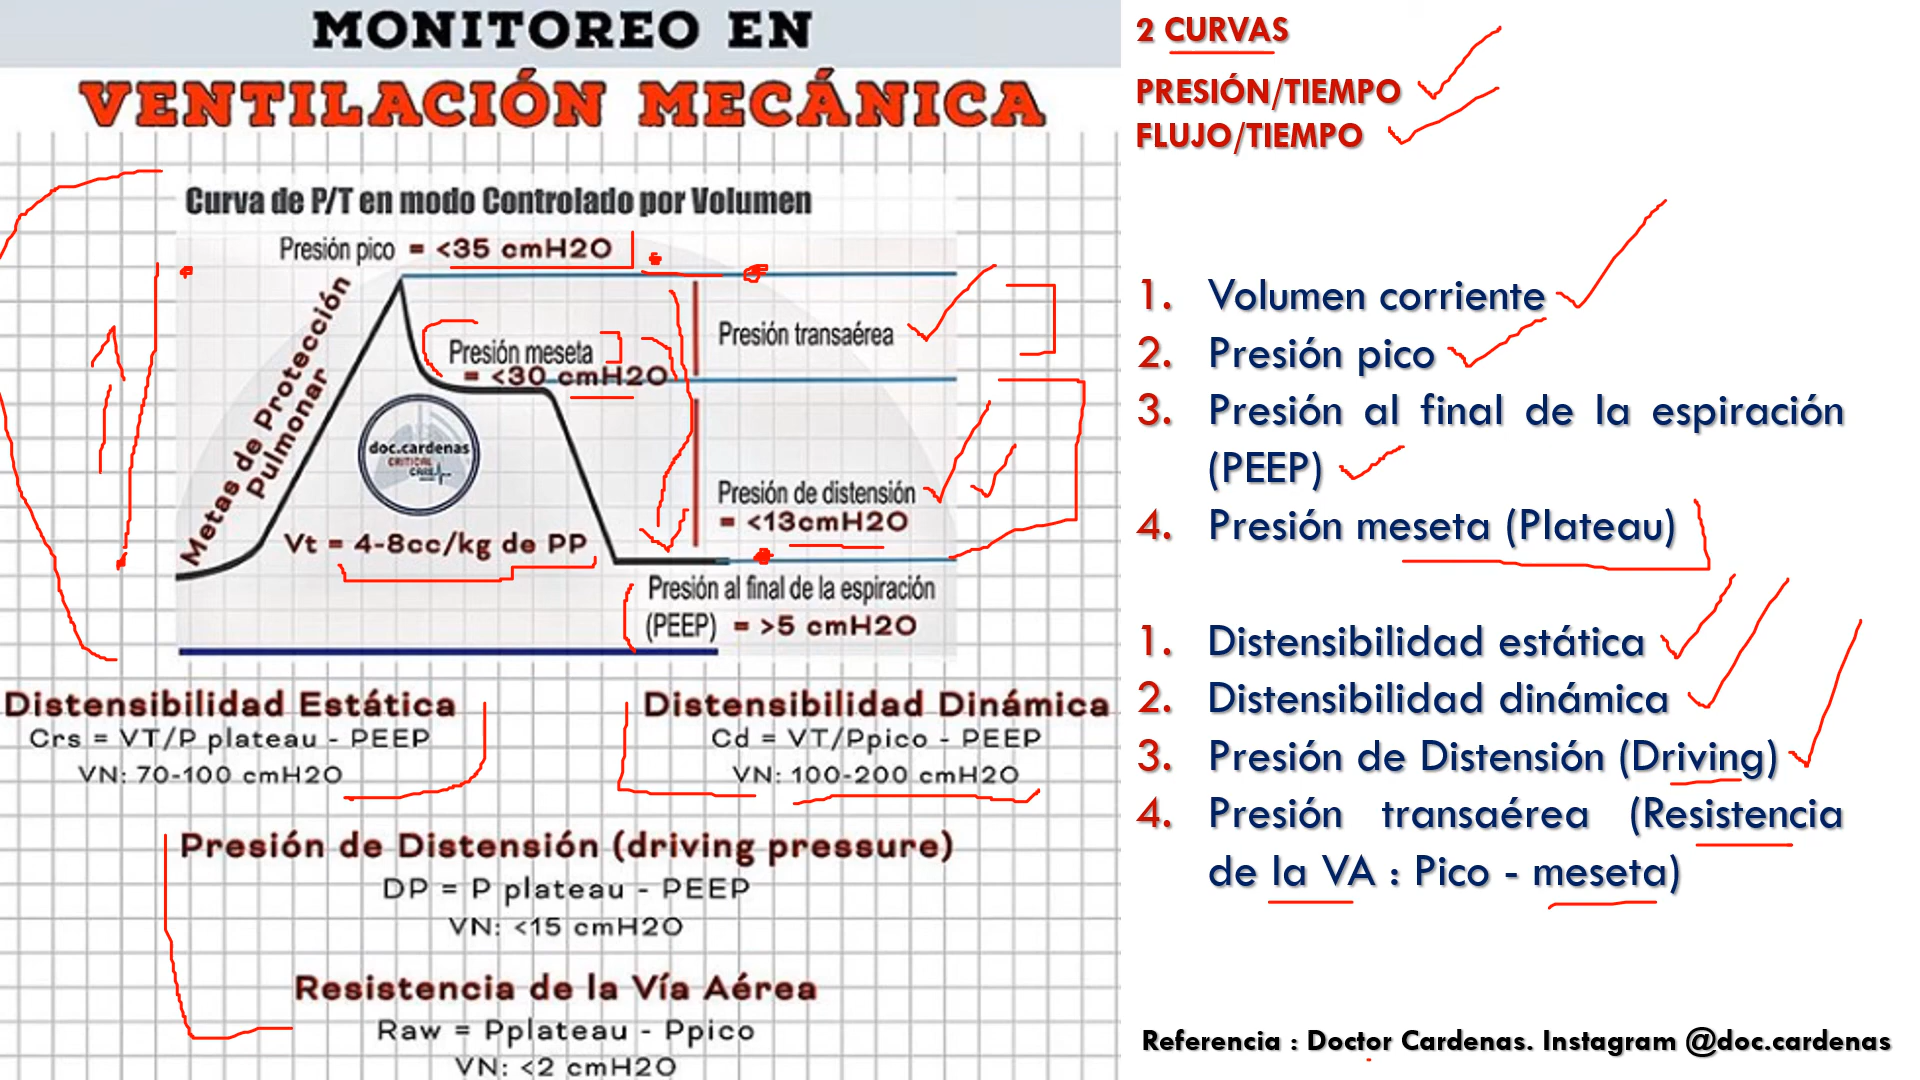 MONITOREO EN
VENTILACIÓN MECÁNICA
Curva de P/T en modo Controlado por Volumen
Presión pico = <35 cmH2O
Metas de Protección
Pulmonar
Presión meseta
= <30 cmH2O
Presión transaérea
doc.cardenas
CRITICAL
CARE
Presión de distensión
= <13cmH2O
Vt = 4-8cc/kg de PP
Presión al final de la espiración
(PEEP) = >5 cmH2O
Distensibilidad Estática
Crs = VT/P plateau - PEEP
VN: 70-100 cmH2O
Distensibilidad Dinámica
Cd = VT/Ppico - PEEP
VN: 100-200 cmH2O
Presión de Distensión (driving pressure)
DP = P plateau - PEEP
VN: <15 cmH2O
Resistencia de la Vía Aérea
Raw = Pplateau - Ppico
VN: <2 cmH2O
2 CURVAS
PRESIÓN/TIEMPO
FLUJO/TIEMPO
1. Volumen corriente
2. Presión pico
3. Presión al final de la espiración
(PEEP)
4. Presión meseta (Plateau)
1. Distensibilidad estática
2. Distensibilidad dinámica
3. Presión de Distensión (Driving)
4. Presión transaérea (Resistencia
de la VA : Pico - meseta)
Referencia : Doctor Cardenas. Instagram @doc.cardenas